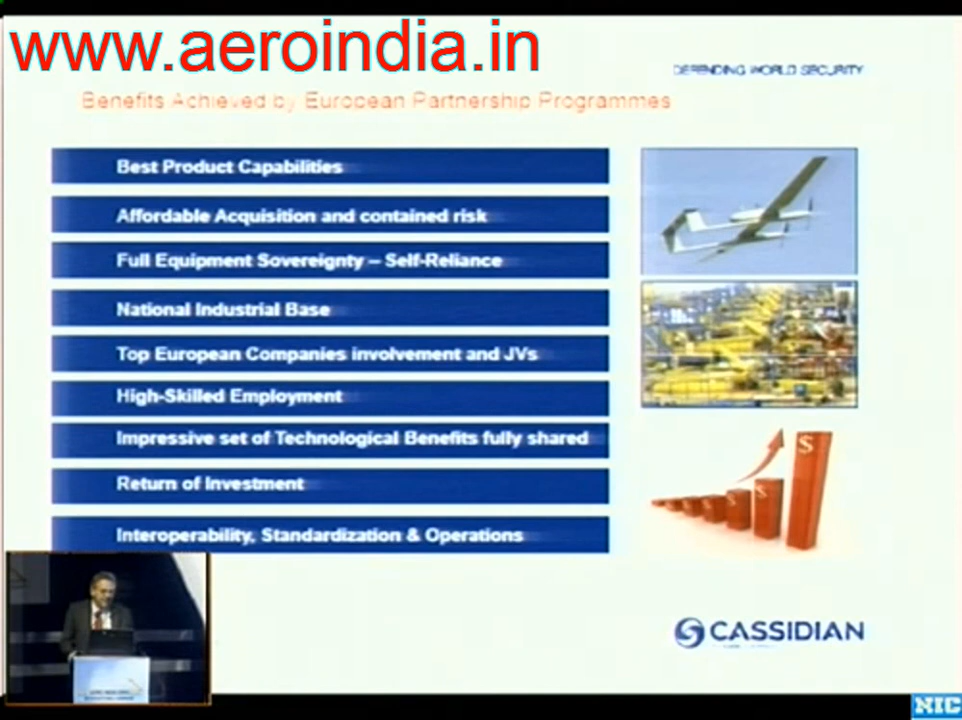 www.aeroindia.in
DEFENDING WORLD SECURITY
Benefits Achieved by European Partnership Programmes
Best Product Capabilities
Affordable Acquisition and contained risk
Full Equipment Sovereignty – Self-Reliance
National Industrial Base
Top European Companies involvement and JVs
High-Skilled Employment
Impressive set of Technological Benefits fully shared
Return of Investment
Interoperability, Standardization & Operations
$
$
CASSIDIAN
NIC